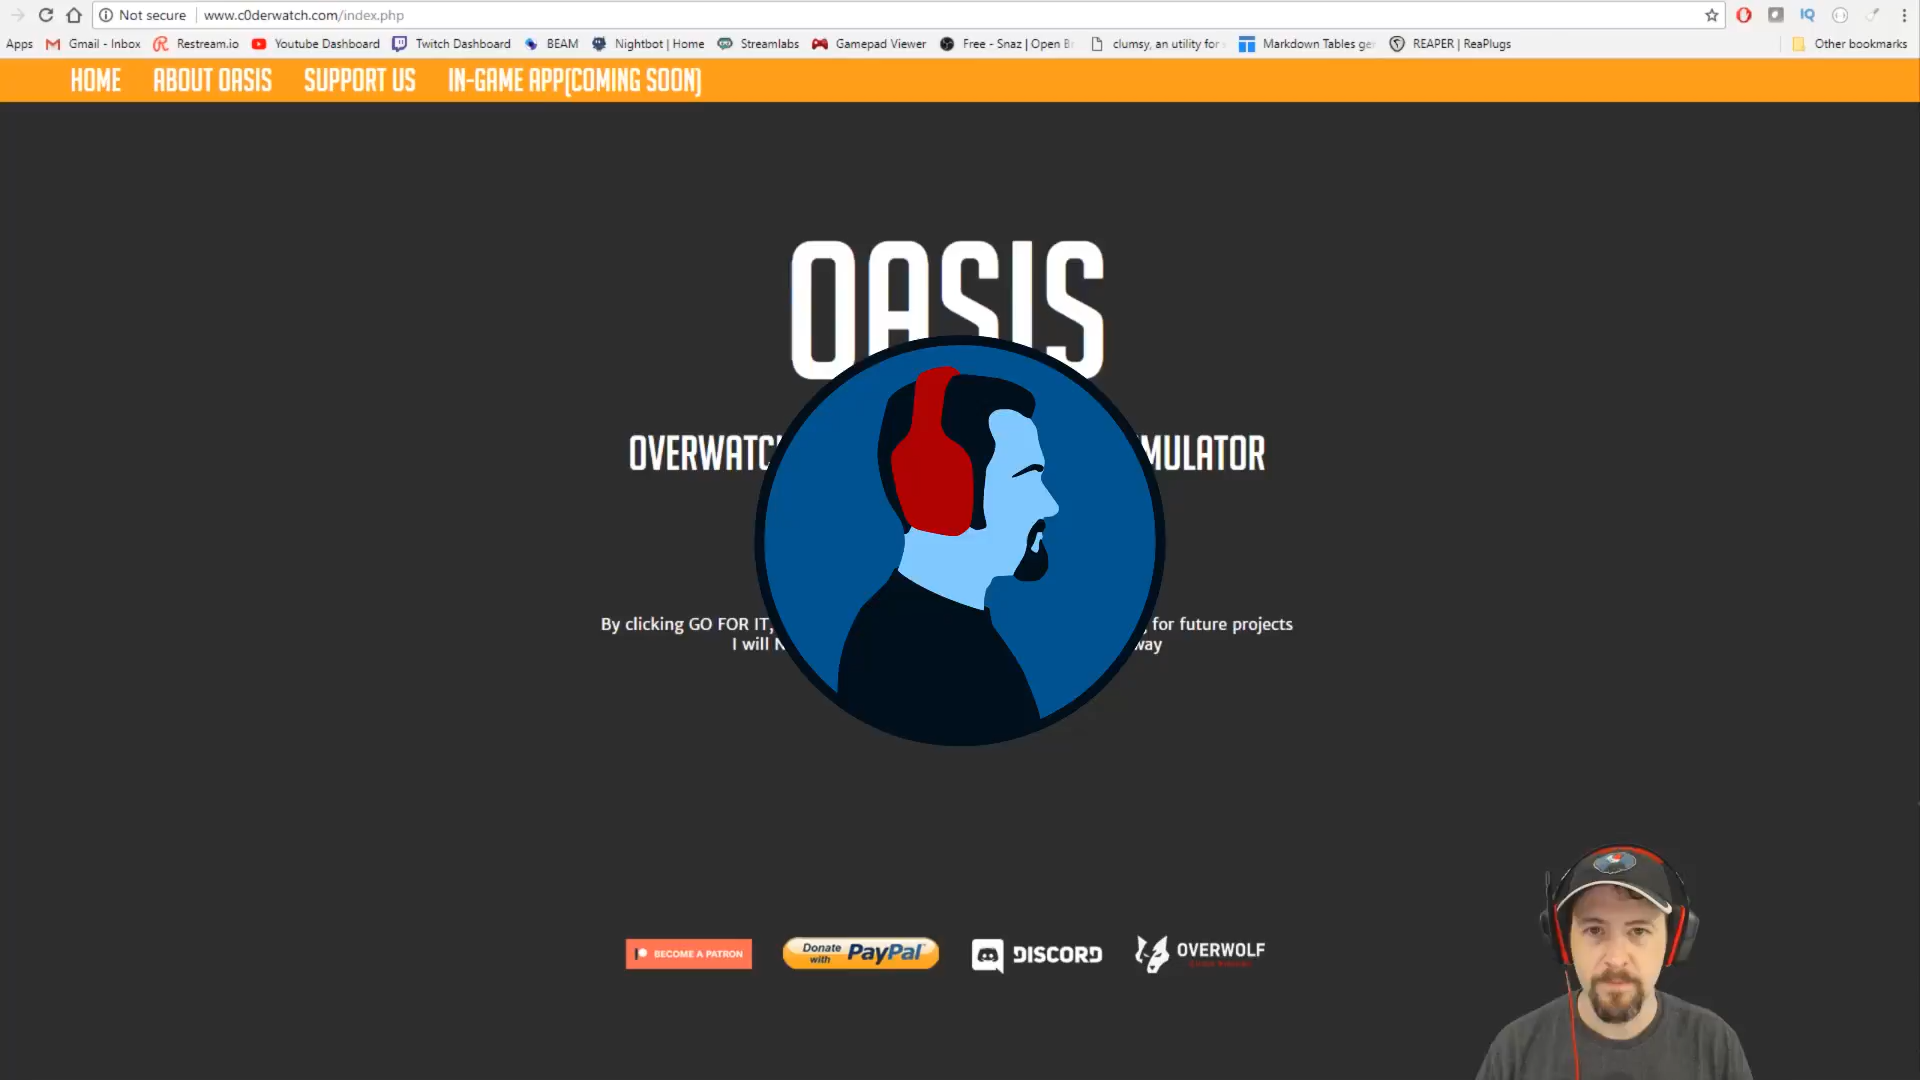 Not secure www.c0derwatch.com/index.php
Apps Gmail - Inbox Restream.io Youtube Dashboard Twitch Dashboard BEAM Nightbot | Home Streamlabs Gamepad Viewer Free - Snaz | Open Br clumsy, an utility for Markdown Tables gen REAPER | ReaPlugs Other bookmarks
HOME ABOUT OASIS SUPPORT US IN-GAME APP(COMING SOON)
OASIS
OVERWATCH MULATOR
By clicking GO FOR IT, for future projects
I will N way
BECOME A PATRON Donate with PayPal DISCORD OVERWOLF